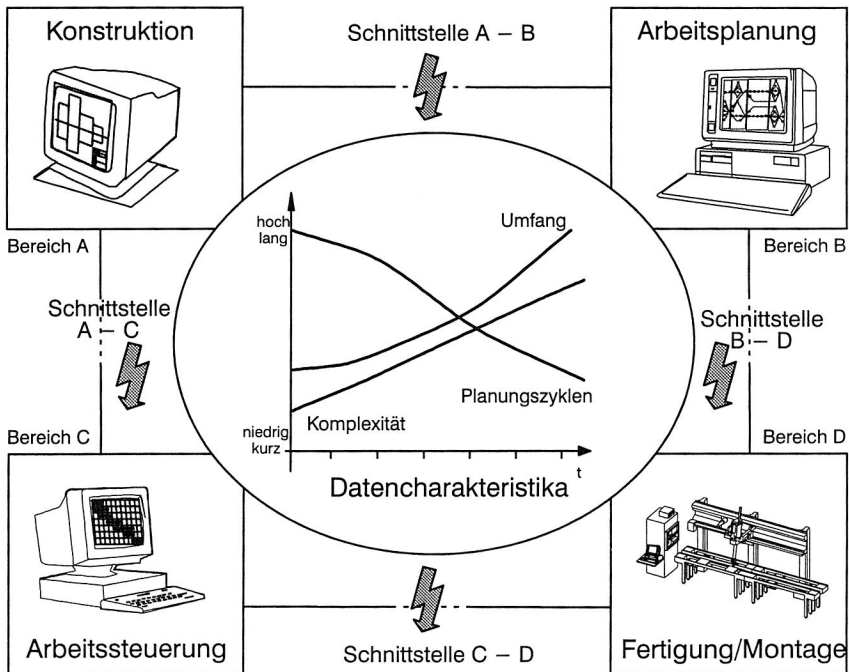 Konstruktion
Schnittstelle A – B
Arbeitsplanung
Bereich A
Bereich B
hoch
lang
Umfang
Schnittstelle
A – C
Schnittstelle
B – D
Planungszyklen
Komplexität
niedrig
kurz
t
Datencharakteristika
Bereich C
Bereich D
Arbeitssteuerung
Schnittstelle C – D
Fertigung/Montage